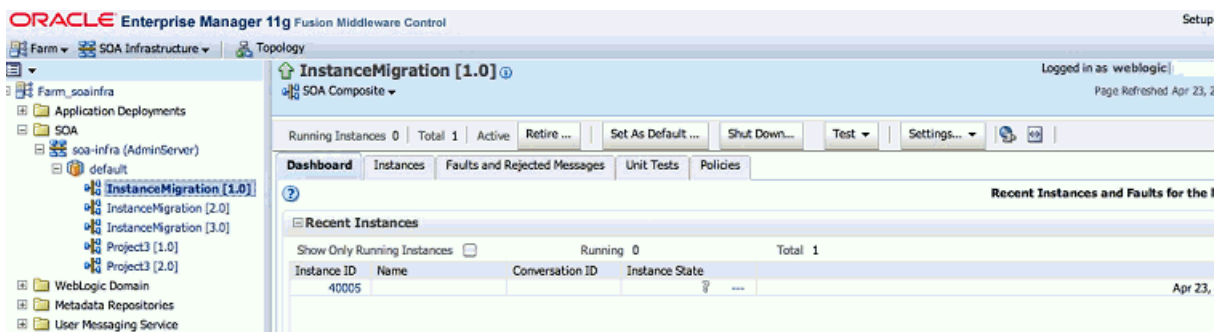 ORACLE Enterprise Manager 11g Fusion Middleware Control
Setup
Farm SOA Infrastructure Topology
InstanceMigration [1.0]
Logged in as weblogic
Farm_soainfra
SOA Composite
Page Refreshed Apr 23, 2
Application Deployments
SOA
Running Instances 0 Total 1 Active Retire ... Set As Default ... Shut Down... Test Settings...
soa-infra (AdminServer)
default
Dashboard Instances Faults and Rejected Messages Unit Tests Policies
InstanceMigration [1.0]
Recent Instances and Faults for the
InstanceMigration [2.0]
InstanceMigration [3.0]
Recent Instances
Project3 [1.0]
Show Only Running Instances Running 0 Total 1
Project3 [2.0]
Instance ID Name Conversation ID Instance State
WebLogic Domain
40005 --- Apr 23,
Metadata Repositories
User Messaging Service